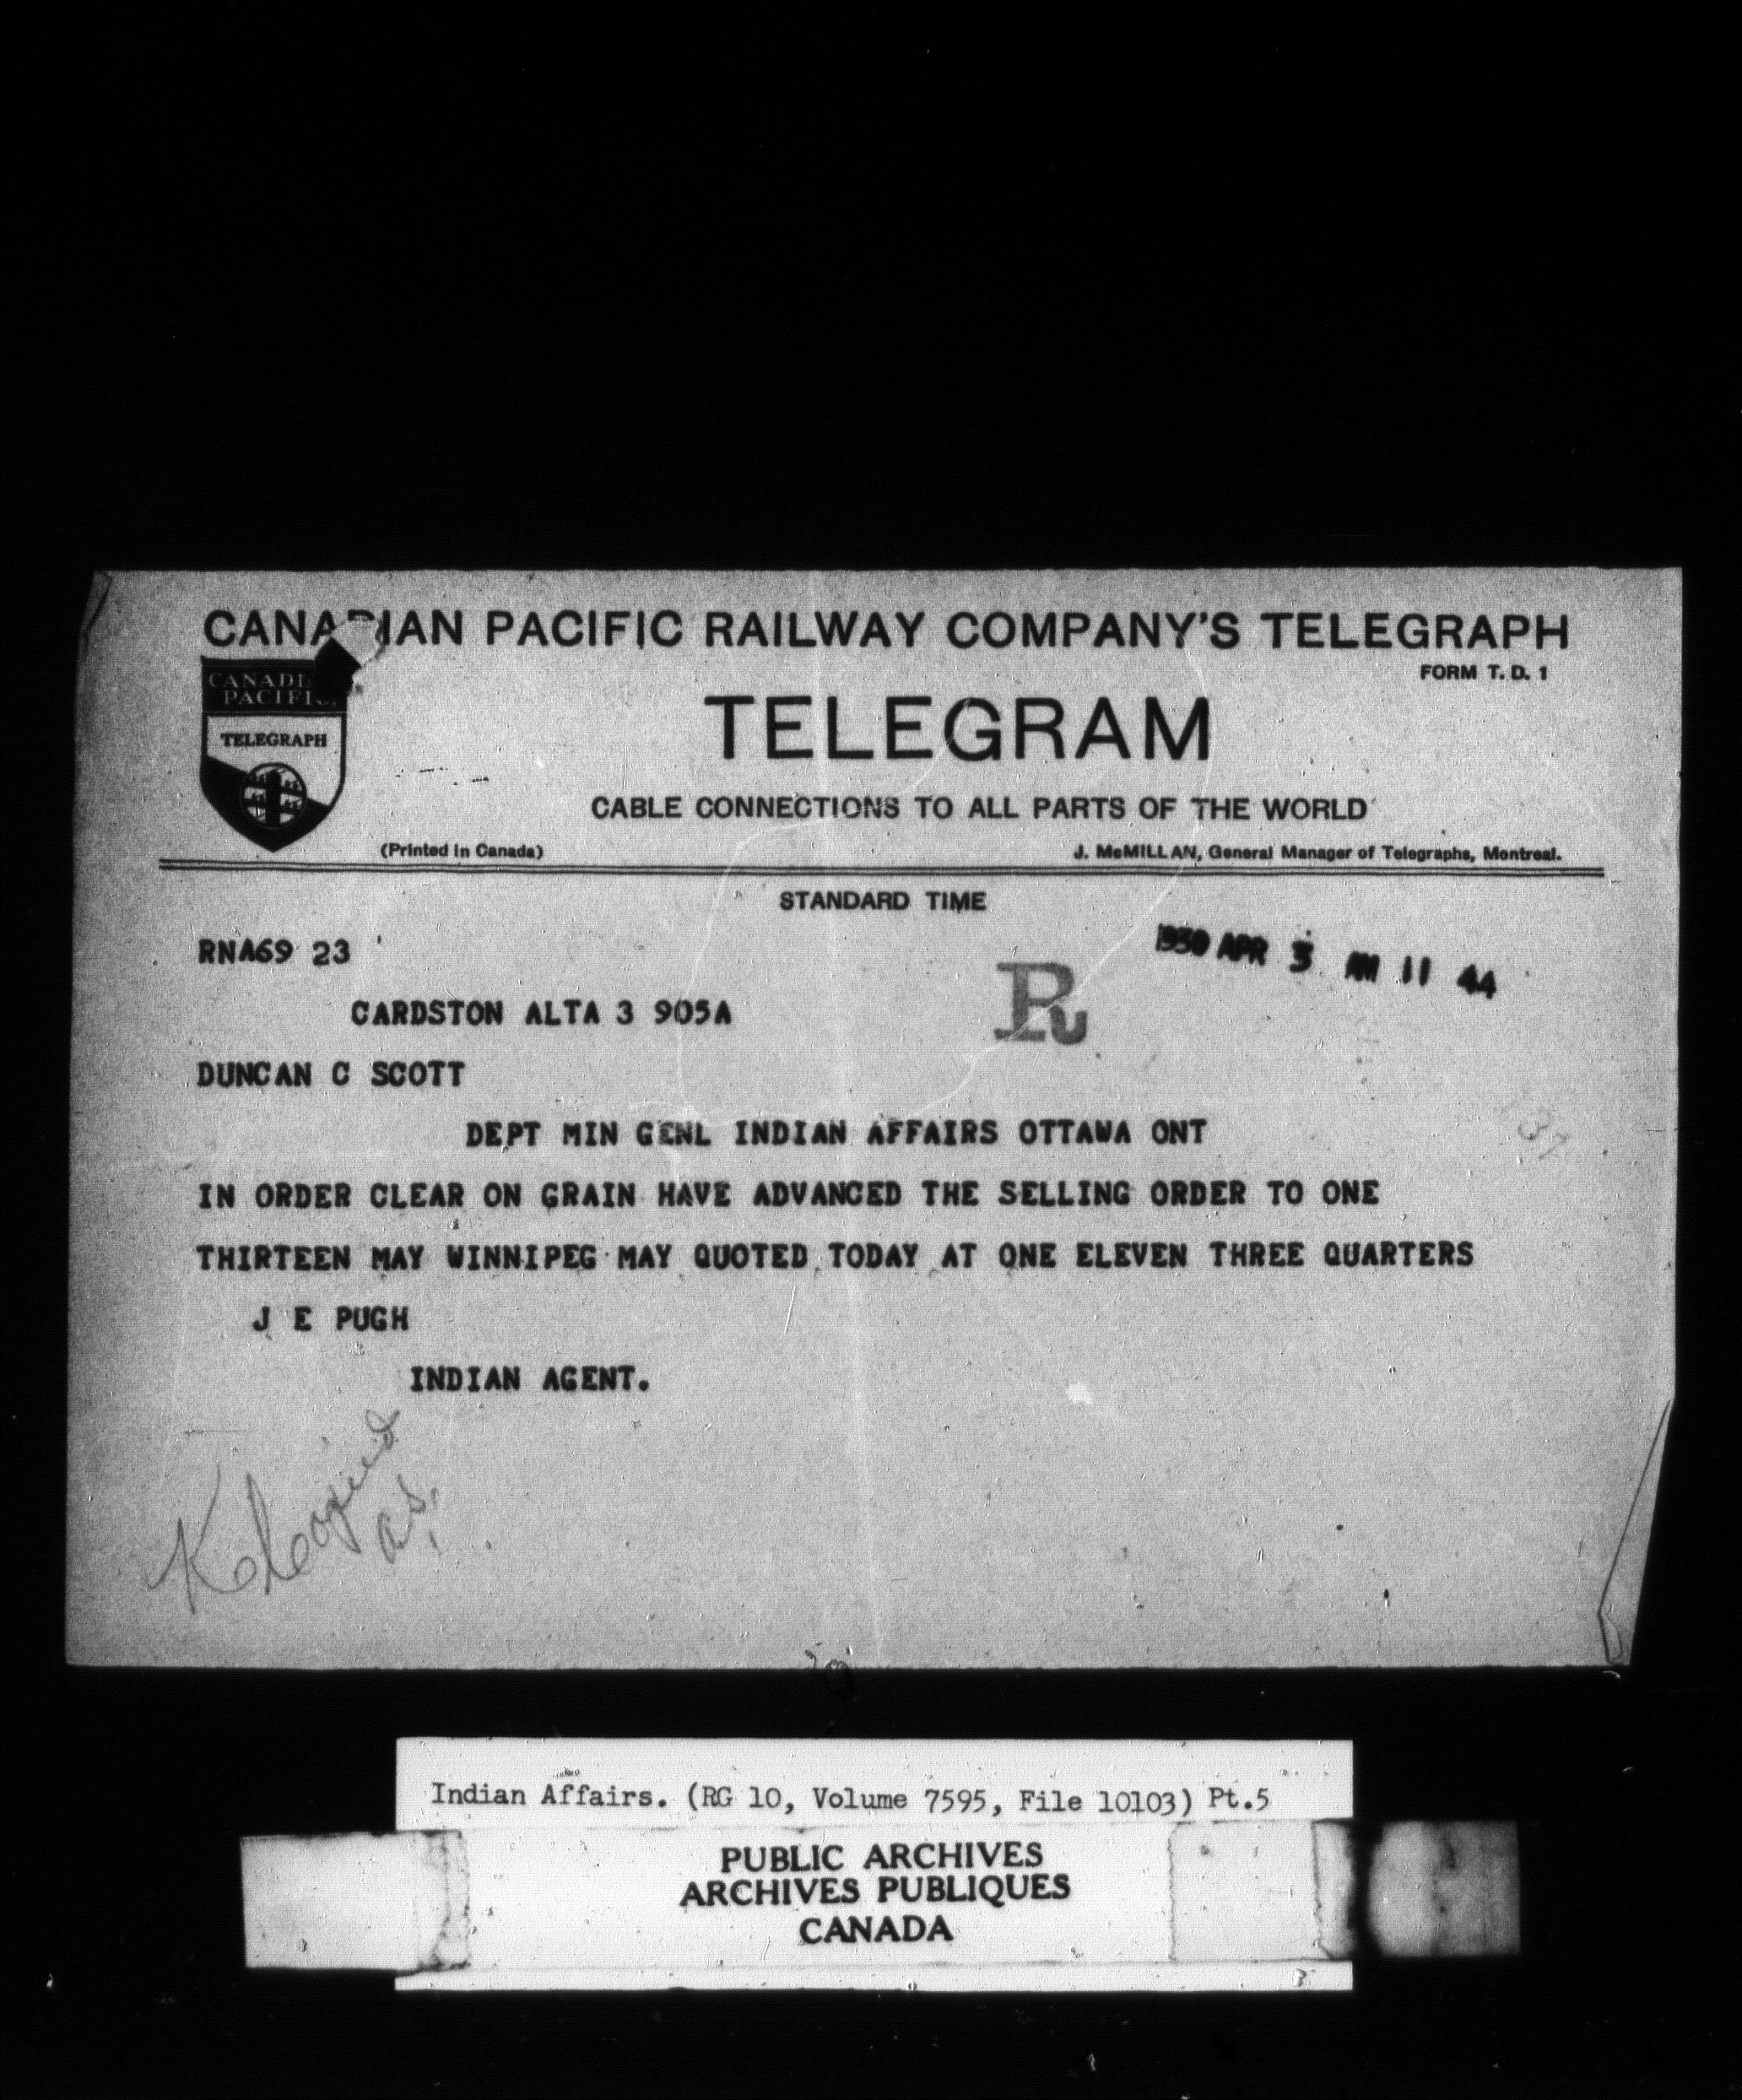 CANADIAN PACIFIC RAILWAY COMPANY'S TELEGRAPH
FORM T. D. 1
CANADI
PACIFI
TELEGRAPH
TELEGRAM
CABLE CONNECTIONS TO ALL PARTS OF THE WORLD
(Printed in Canada)
J. McMILLAN, General Manager of Telegraphs, Montreal.
STANDARD TIME
RNA69 23
1930 APR 3 AM 11 44
R
CARDSTON ALTA 3 905A
DUNCAN C SCOTT
DEPT MIN GENL INDIAN AFFAIRS OTTAWA ONT
IN ORDER CLEAR ON GRAIN HAVE ADVANCED THE SELLING ORDER TO ONE
THIRTEEN MAY WINNIPEG MAY QUOTED TODAY AT ONE ELEVEN THREE QUARTERS
J E PUGH
INDIAN AGENT.
Indian Affairs. (RG 10, Volume 7595, File 10103) Pt.5
PUBLIC ARCHIVES
ARCHIVES PUBLIQUES
CANADA